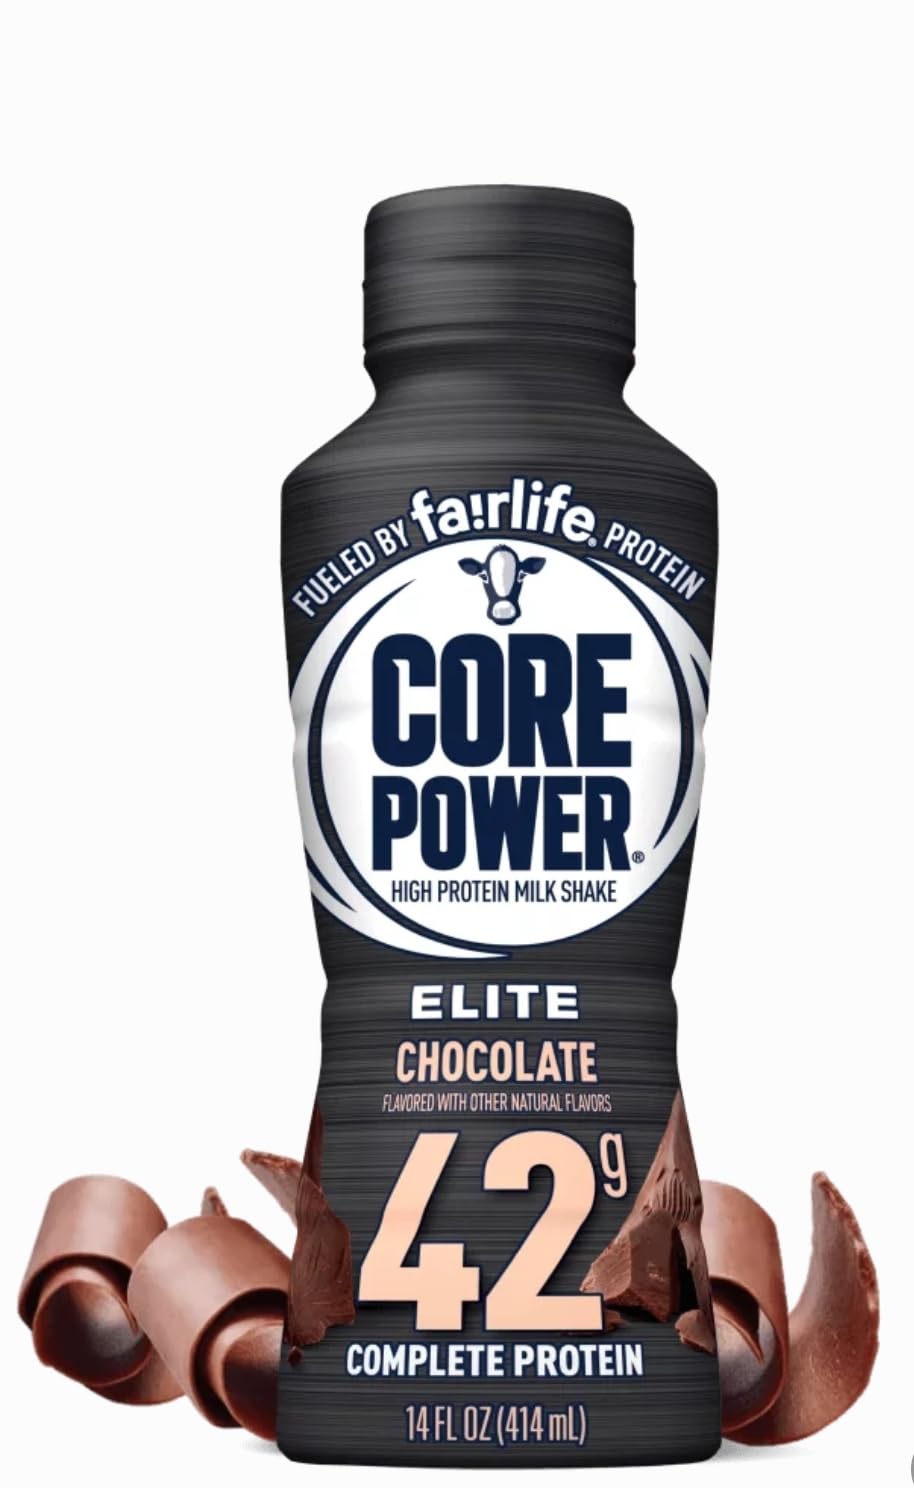 FUELED BY fa!rlife. PROTEIN
CORE
POWER®
HIGH PROTEIN MILK SHAKE
ELITE
CHOCOLATE
FLAVORED WITH OTHER NATURAL FLAVORS
42g
COMPLETE PROTEIN
14 FL OZ (414 mL)